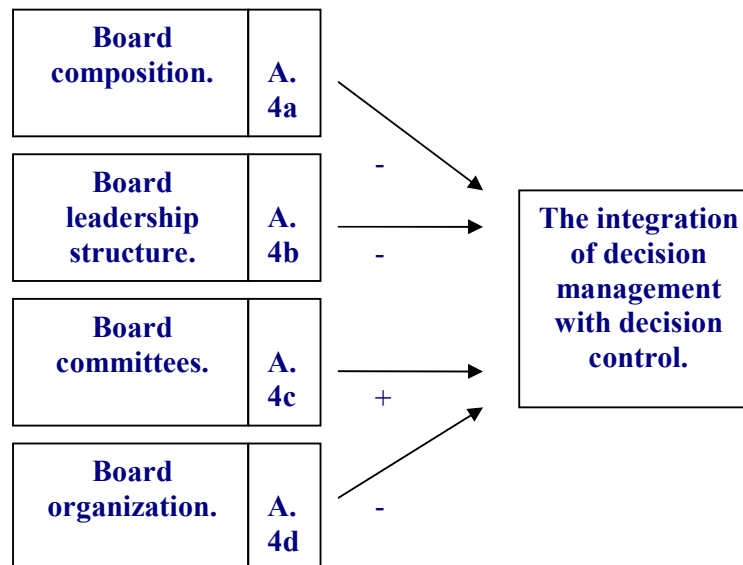 Board
composition.
A.
4a
-
Board
leadership
structure.
A.
4b
-
The integration
of decision
management
with decision
control.
Board
committees.
A.
4c
+
Board
organization.
A.
4d
-